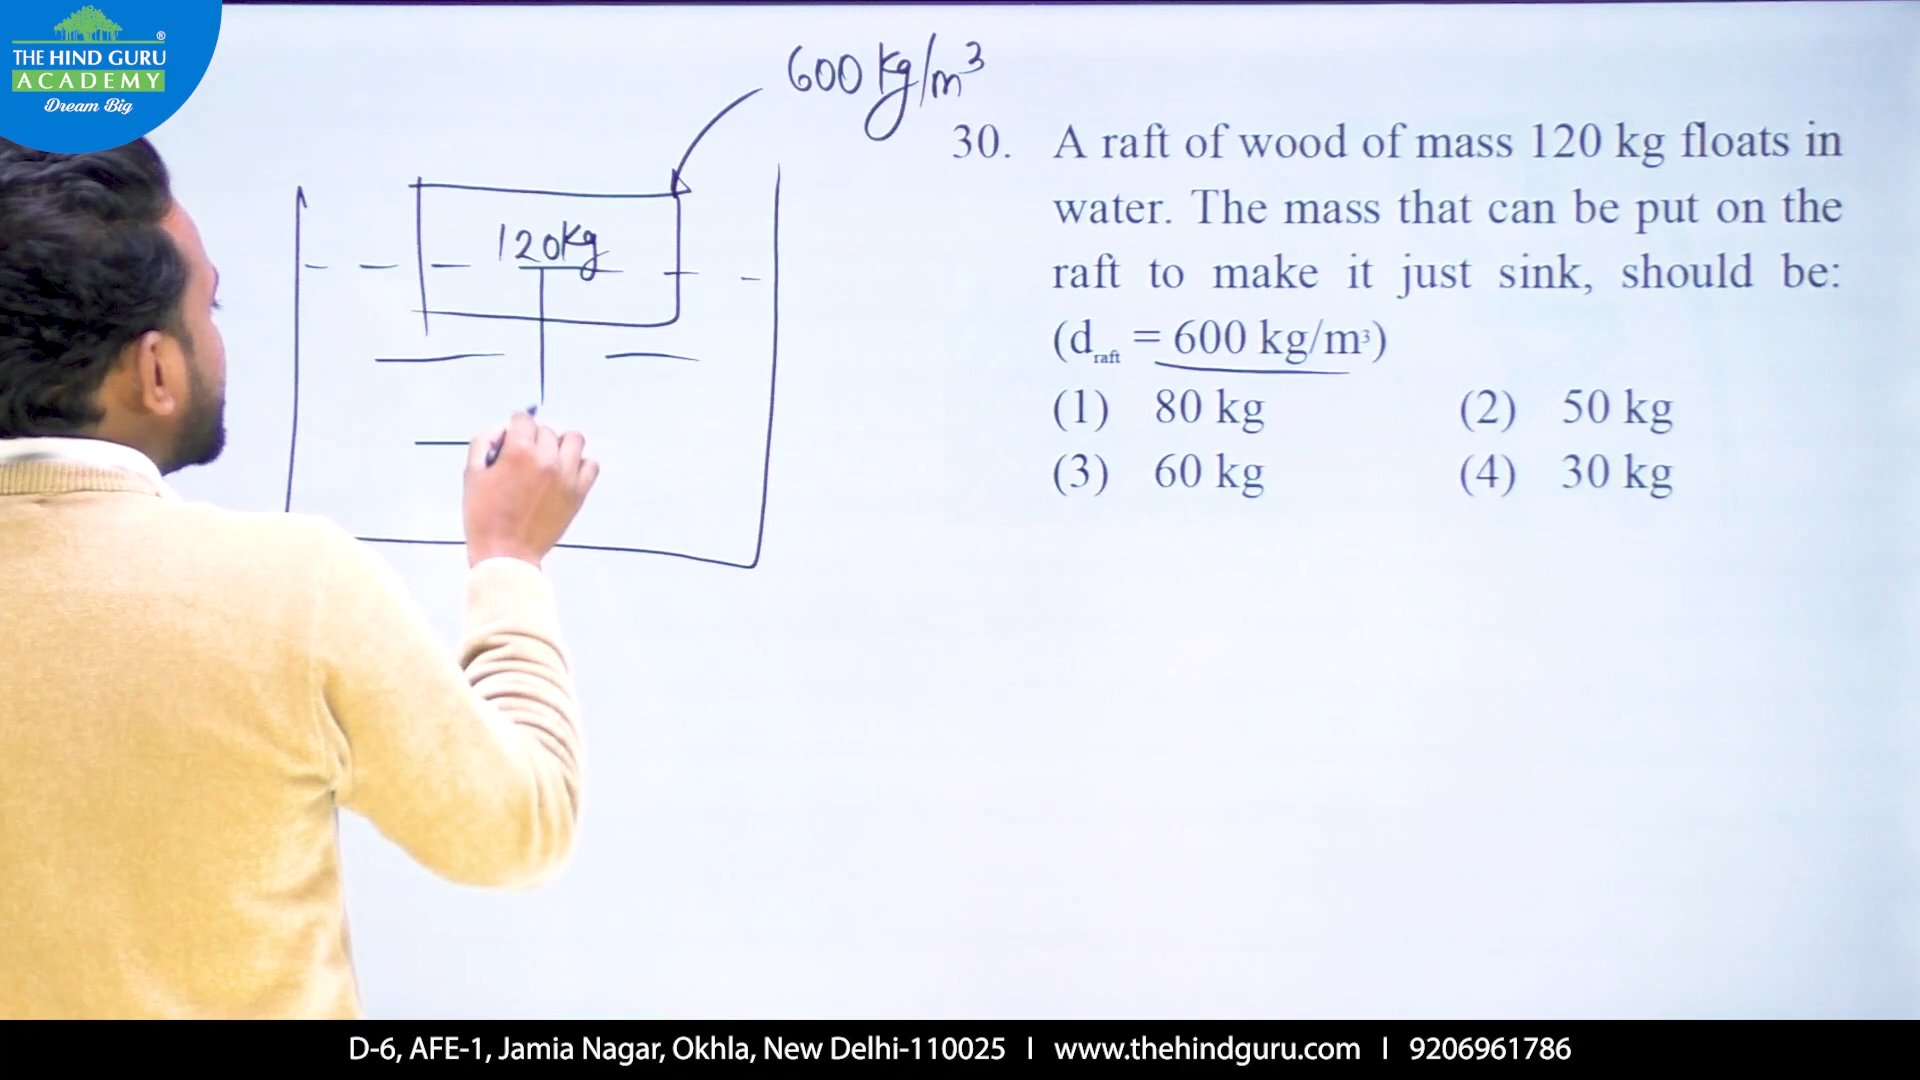 THE HIND GURU ®
ACADEMY
Dream Big
600 kg/m³
120kg
30. A raft of wood of mass 120 kg floats in
water. The mass that can be put on the
raft to make it just sink, should be:
(d raft = 600 kg/m³)
(1) 80 kg (2) 50 kg
(3) 60 kg (4) 30 kg
D-6, AFE-1, Jamia Nagar, Okhla, New Delhi-110025 I www.thehindguru.com I 9206961786